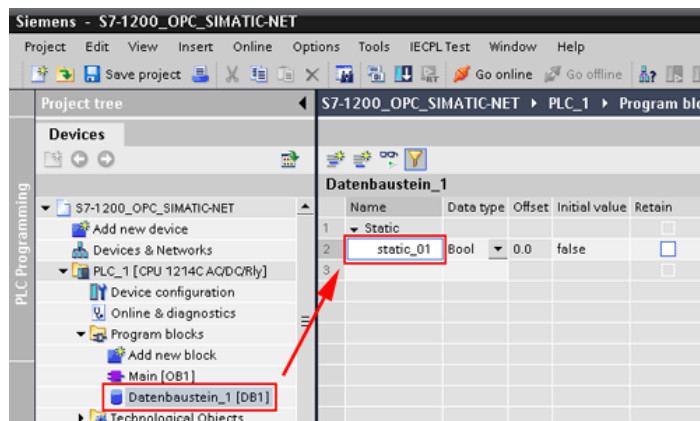 Siemens - S7-1200_OPC_SIMATIC-NET
Project Edit View Insert Online Options Tools IECPL Test Window Help
Save project Go online Go offline
Project tree
S7-1200_OPC_SIMATIC-NET PLC_1 Program blo
Devices
PLC Programming
Datenbaustein_1
Name Data type Offset Initial value Retain
1 Static
2 static_01 Bool 0.0 false
3
S7-1200_OPC_SIMATIC-NET
Add new device
Devices & Networks
PLC_1 [CPU 1214C AC/DC/Rly]
Device configuration
Online & diagnostics
Program blocks
Add new block
Main [OB1]
Datenbaustein_1 [DB1]
Technological Objects